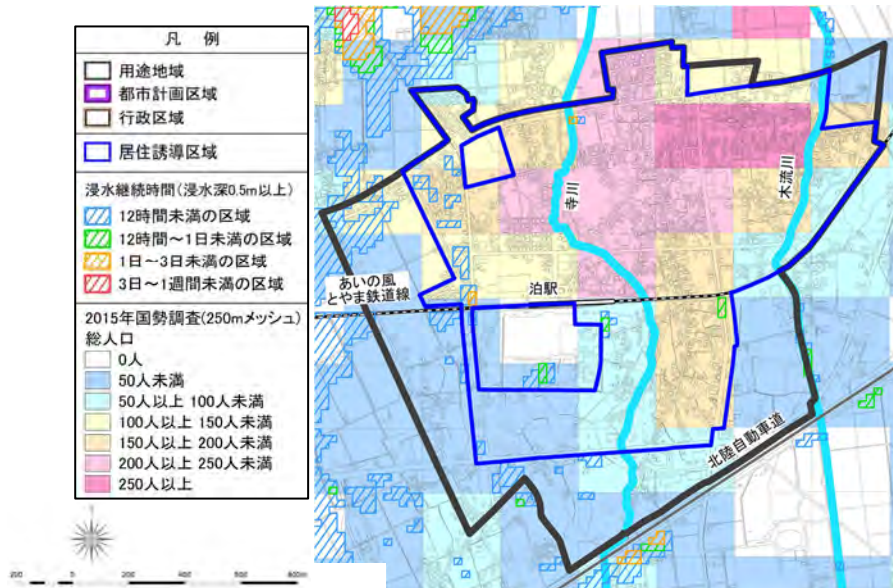 凡 例
用途地域
都市計画区域
行政区域
居住誘導区域
浸水継続時間(浸水深0.5m以上)
12時間未満の区域
12時間～1日未満の区域
1日～3日未満の区域
3日～1週間未満の区域
2015年国勢調査(250mメッシュ)
総人口
0人
50人未満
50人以上 100人未満
100人以上 150人未満
150人以上 200人未満
200人以上 250人未満
250人以上
200 0 200 400 600m
寺川
木流川
あいの風
とやま鉄道線
泊駅
北陸自動車道